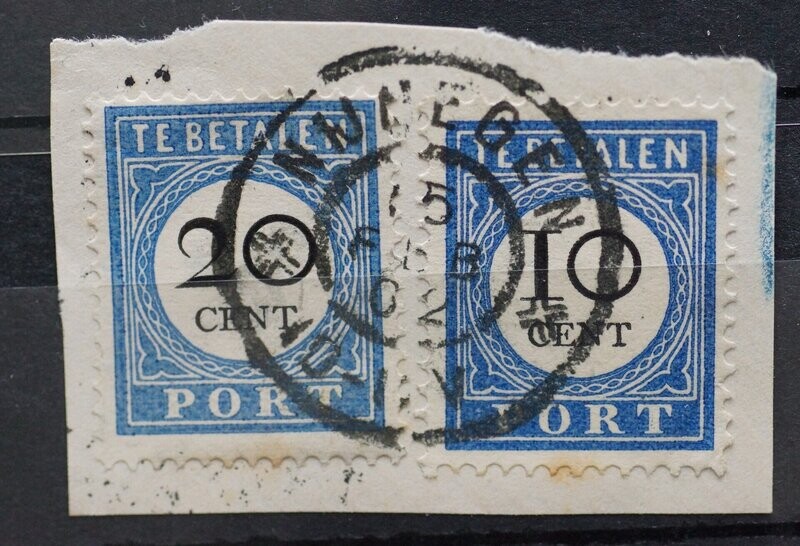 TE BETALEN
20
CENT
PORT
TE BETALEN
10
CENT
PORT
NIJMEGEN